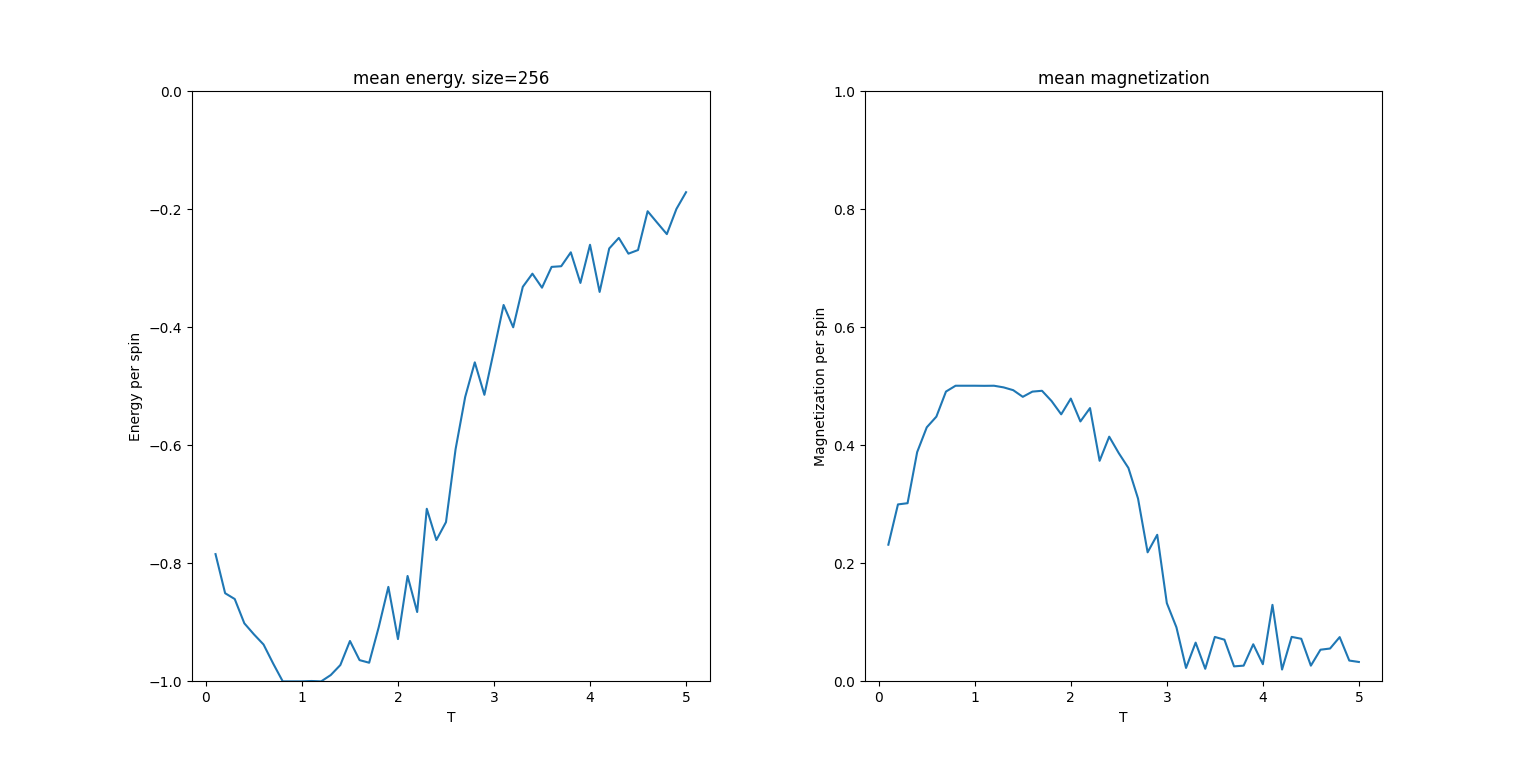 mean energy. size=256
0.0
−0.2
−0.4
−0.6
−0.8
−1.0
Energy per spin
0 1 2 3 4 5
T
mean magnetization
1.0
0.8
0.6
0.4
0.2
0.0
Magnetization per spin
0 1 2 3 4 5
T